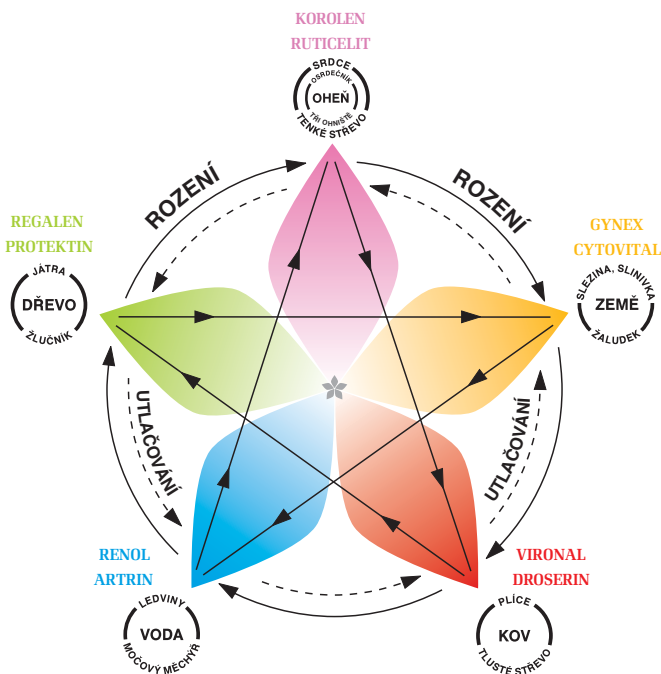 KOROLEN
RUTICELIT
SRDCE
OSRDEČNÍK
OHEŇ
TŘI OHNIŠTĚ
TENKÉ STŘEVO
ROZENÍ
ROZENÍ
REGALEN
PROTEKTIN
JÁTRA
DŘEVO
ŽLUČNÍK
GYNEX
CYTOVITAL
SLEZINA, SLINIVKA
ZEMĚ
ŽALUDEK
UTLAČOVÁNÍ
UTLAČOVÁNÍ
RENOL
ARTRIN
LEDVINY
VODA
MOČOVÝ MĚCHÝŘ
VIRONAL
DROSERIN
PLÍCE
KOV
TLUSTÉ STŘEVO